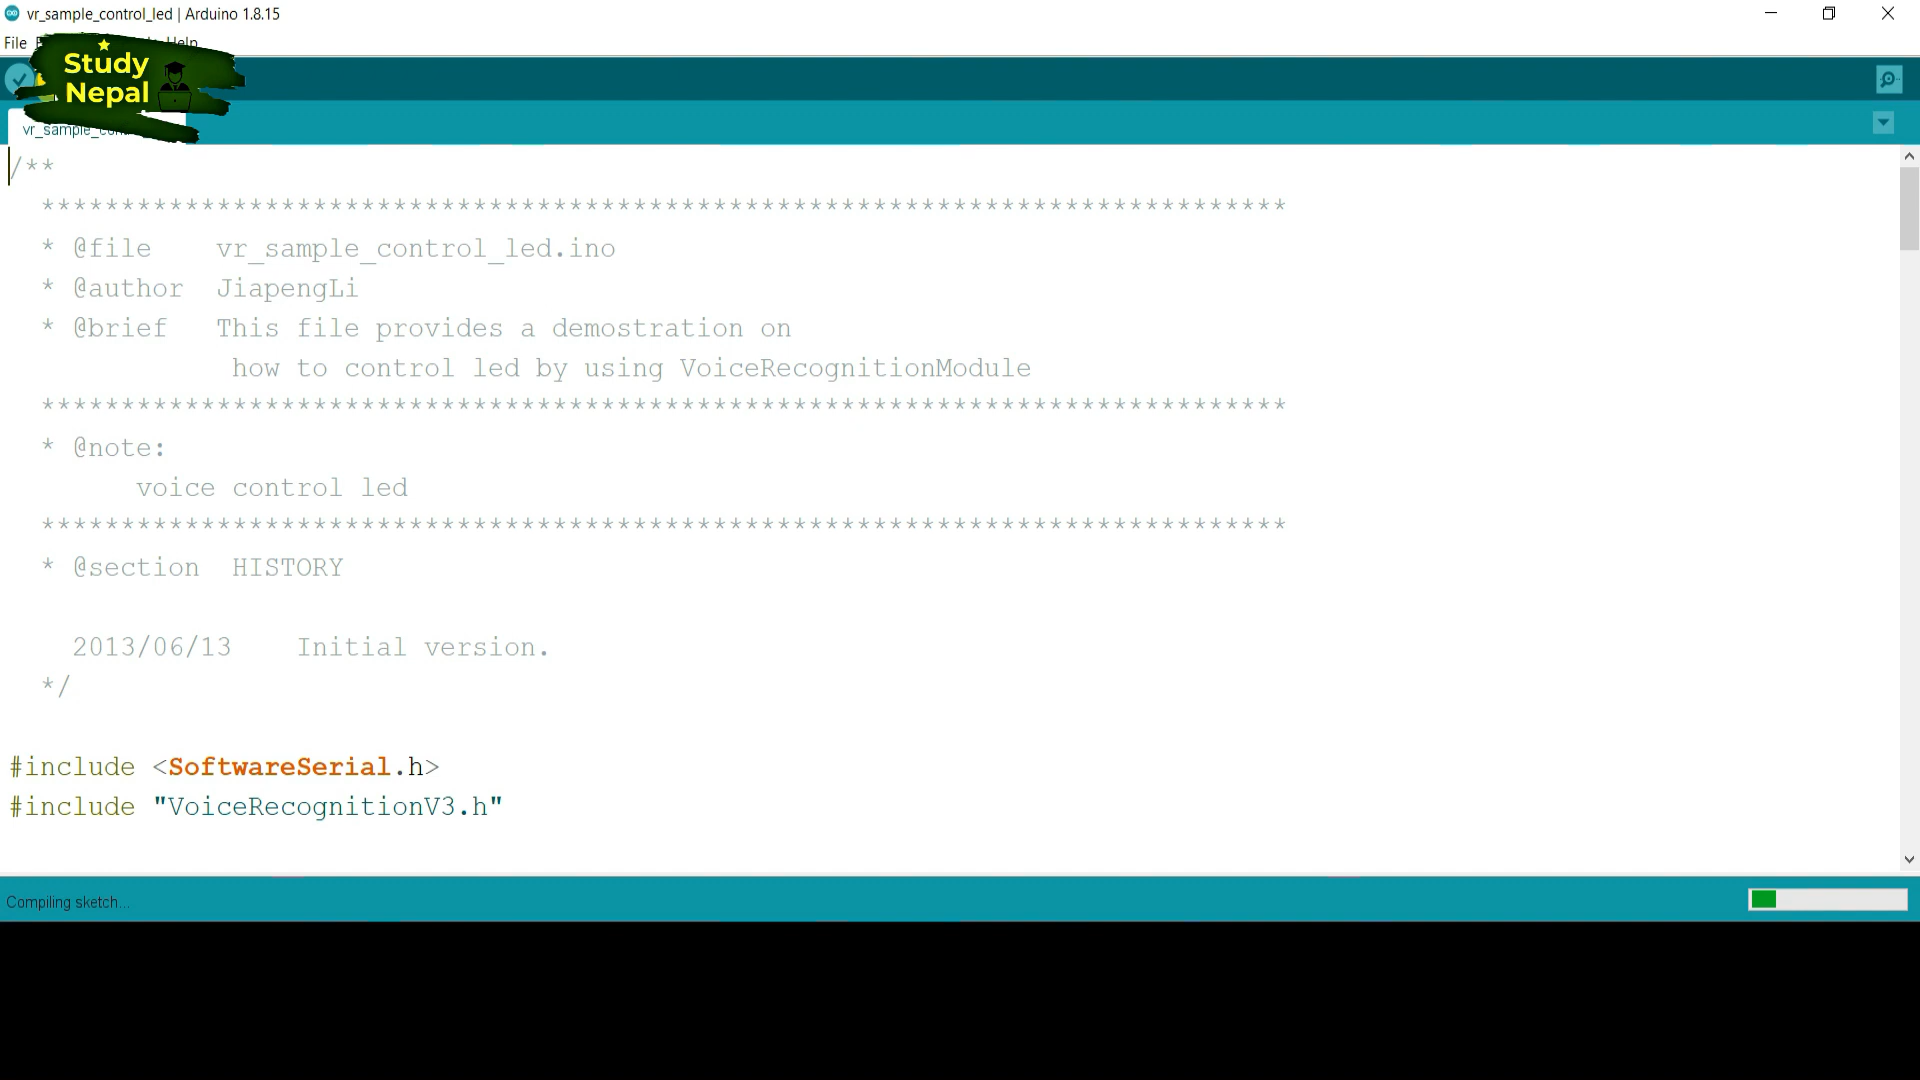 vr_sample_control_led | Arduino 1.8.15
File Help
Study
Nepal
/**
*******************************************************************************
* @file    vr_sample_control_led.ino
* @author  JiapengLi
* @brief   This file provides a demostration on
how to control led by using VoiceRecognitionModule
*******************************************************************************
* @note:
voice control led
*******************************************************************************
* @section  HISTORY
2013/06/13    Initial version.
*/
#include <SoftwareSerial.h>
#include "VoiceRecognitionV3.h"
Compiling sketch...